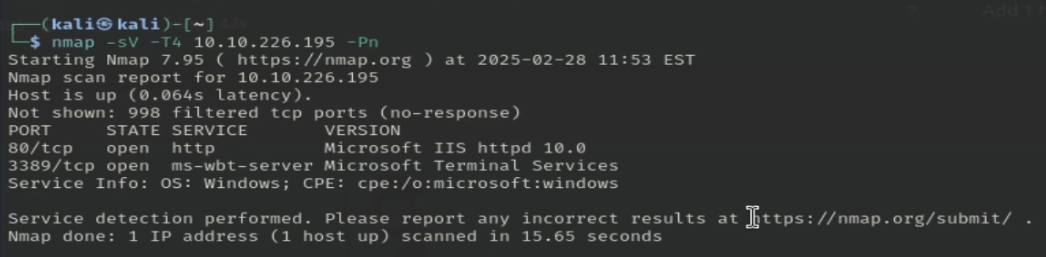 ┌──(kali㉿kali)-[~]
└─$ nmap -sV -T4 10.10.226.195 -Pn
Starting Nmap 7.95 ( https://nmap.org ) at 2025-02-28 11:53 EST
Nmap scan report for 10.10.226.195
Host is up (0.064s latency).
Not shown: 998 filtered tcp ports (no-response)
PORT     STATE SERVICE       VERSION
80/tcp   open  http          Microsoft IIS httpd 10.0
3389/tcp open  ms-wbt-server Microsoft Terminal Services
Service Info: OS: Windows; CPE: cpe:/o:microsoft:windows
Service detection performed. Please report any incorrect results at https://nmap.org/submit/ .
Nmap done: 1 IP address (1 host up) scanned in 15.65 seconds